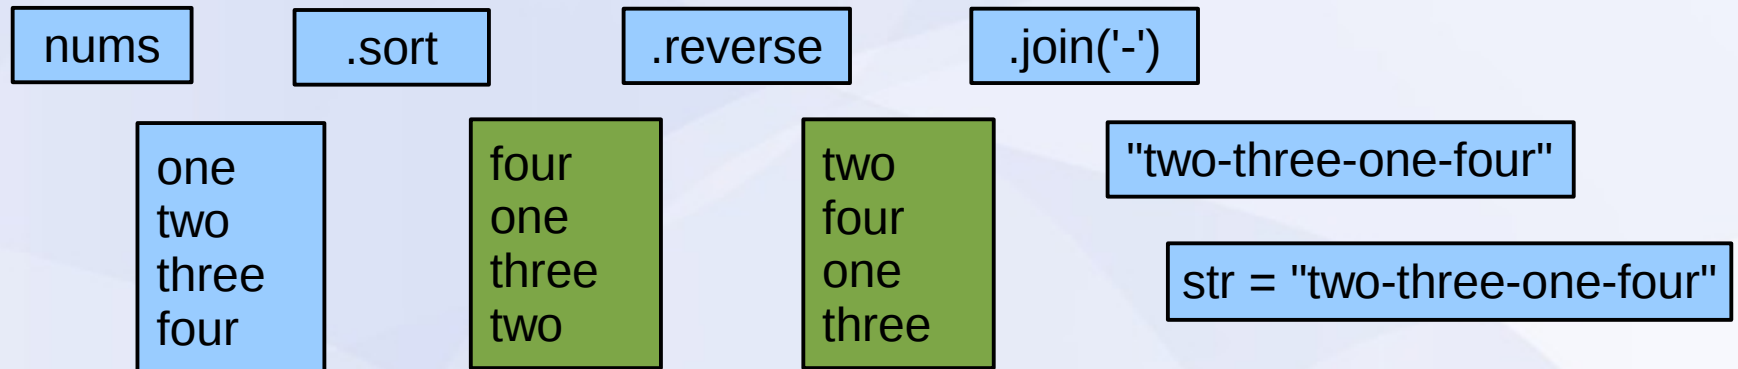 nums
.sort
.reverse
.join('-')
one
two
three
four
four
one
three
two
two
four
one
three
"two-three-one-four"
str = "two-three-one-four"